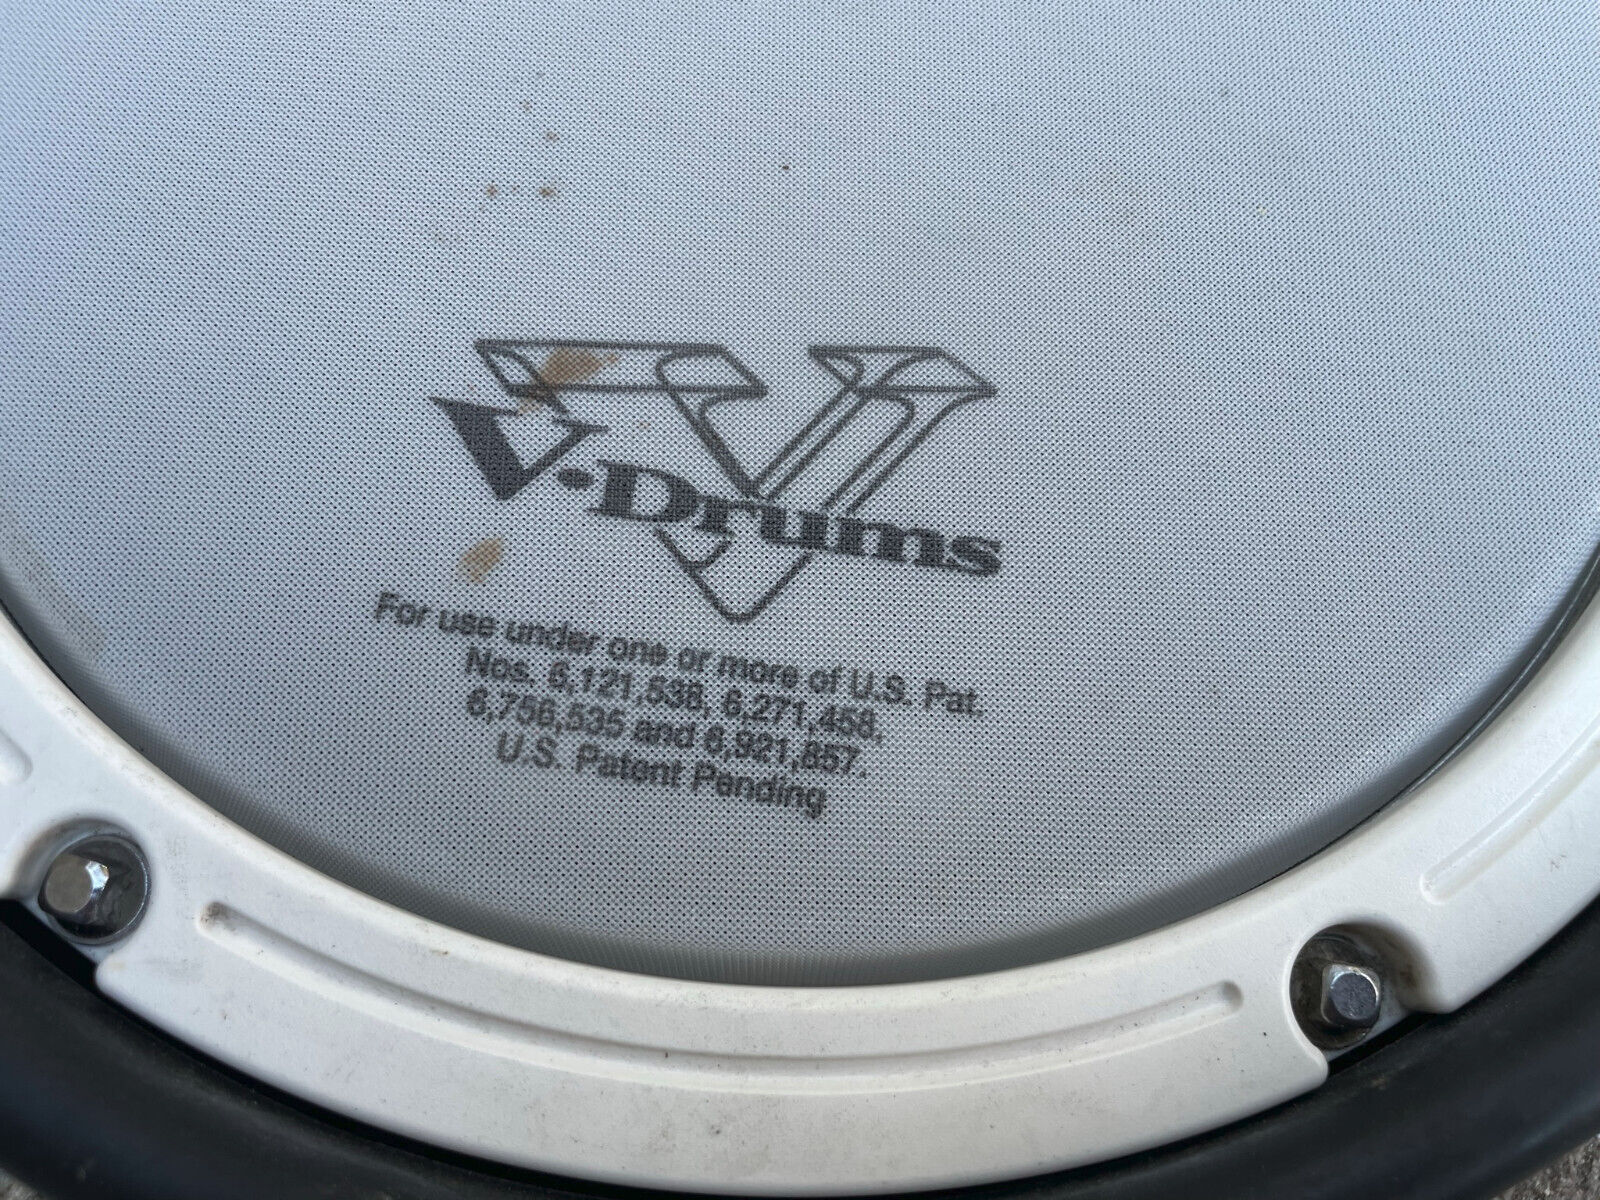 V·Drums
For use under one or more of U.S. Pat.
Nos. 6,121,538, 6,271,458,
6,756,535 and 6,921,857.
U.S. Patent Pending